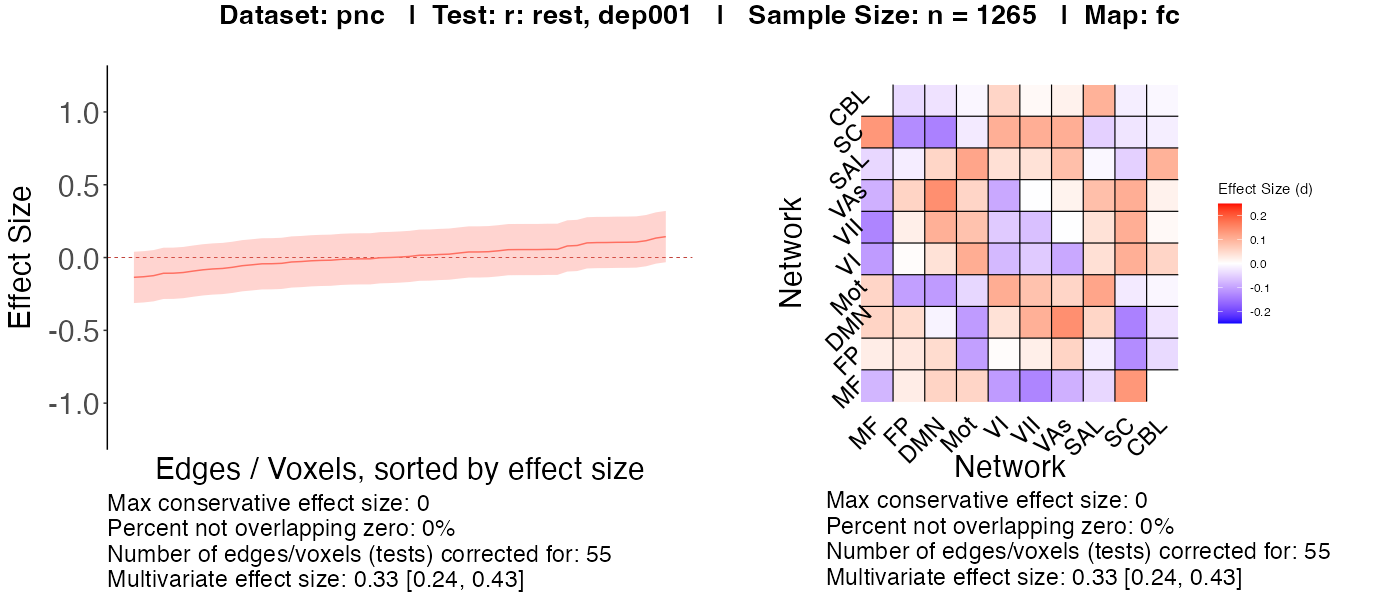 Dataset: pnc | Test: r: rest, dep001 | Sample Size: n = 1265 | Map: fc
Effect Size
1.0
0.5
0.0
-0.5
-1.0
Edges / Voxels, sorted by effect size
Max conservative effect size: 0
Percent not overlapping zero: 0%
Number of edges/voxels (tests) corrected for: 55
Multivariate effect size: 0.33 [0.24, 0.43]
Network
CBL
SC
SAL
VAs
VII
VI
Mot
DMN
FP
MF
MF FP DMN Mot VI VII VAs SAL SC CBL
Network
Effect Size (d)
0.2
0.1
0.0
-0.1
-0.2
Max conservative effect size: 0
Percent not overlapping zero: 0%
Number of edges/voxels (tests) corrected for: 55
Multivariate effect size: 0.33 [0.24, 0.43]